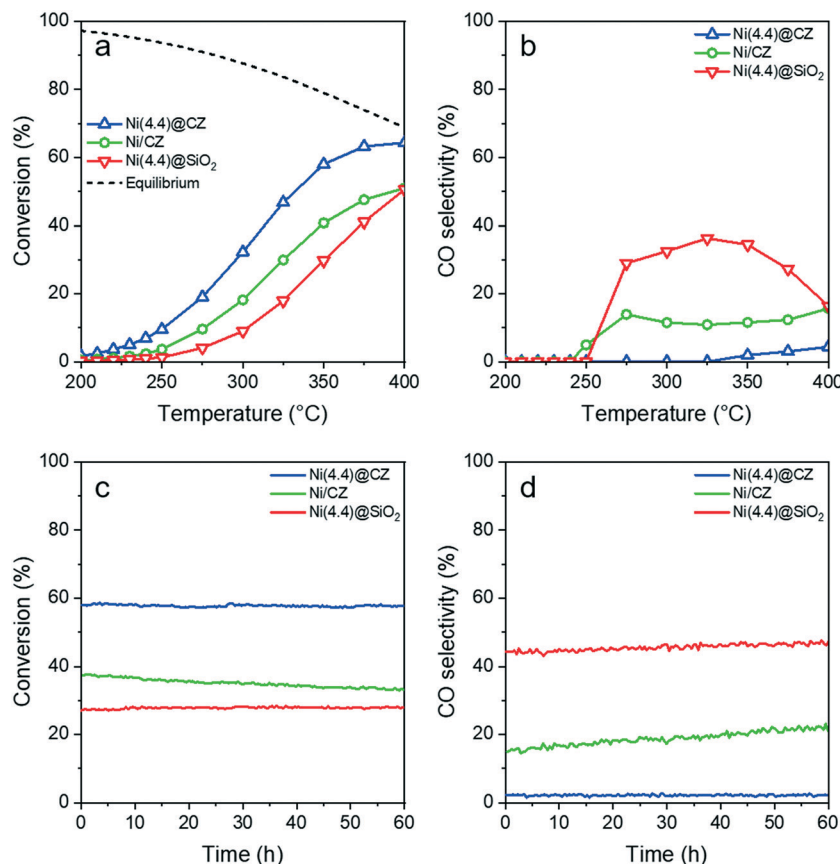 a
Ni(4.4)@CZ
Ni/CZ
Ni(4.4)@SiO₂
Equilibrium
Conversion (%)
100
80
60
40
20
0
200
250
300
350
400
Temperature (°C)
b
Ni(4.4)@CZ
Ni/CZ
Ni(4.4)@SiO₂
CO selectivity (%)
100
80
60
40
20
0
200
250
300
350
400
Temperature (°C)
c
Ni(4.4)@CZ
Ni/CZ
Ni(4.4)@SiO₂
Conversion (%)
100
80
60
40
20
0
0
10
20
30
40
50
60
Time (h)
d
Ni(4.4)@CZ
Ni/CZ
Ni(4.4)@SiO₂
CO selectivity (%)
100
80
60
40
20
0
0
10
20
30
40
50
60
Time (h)